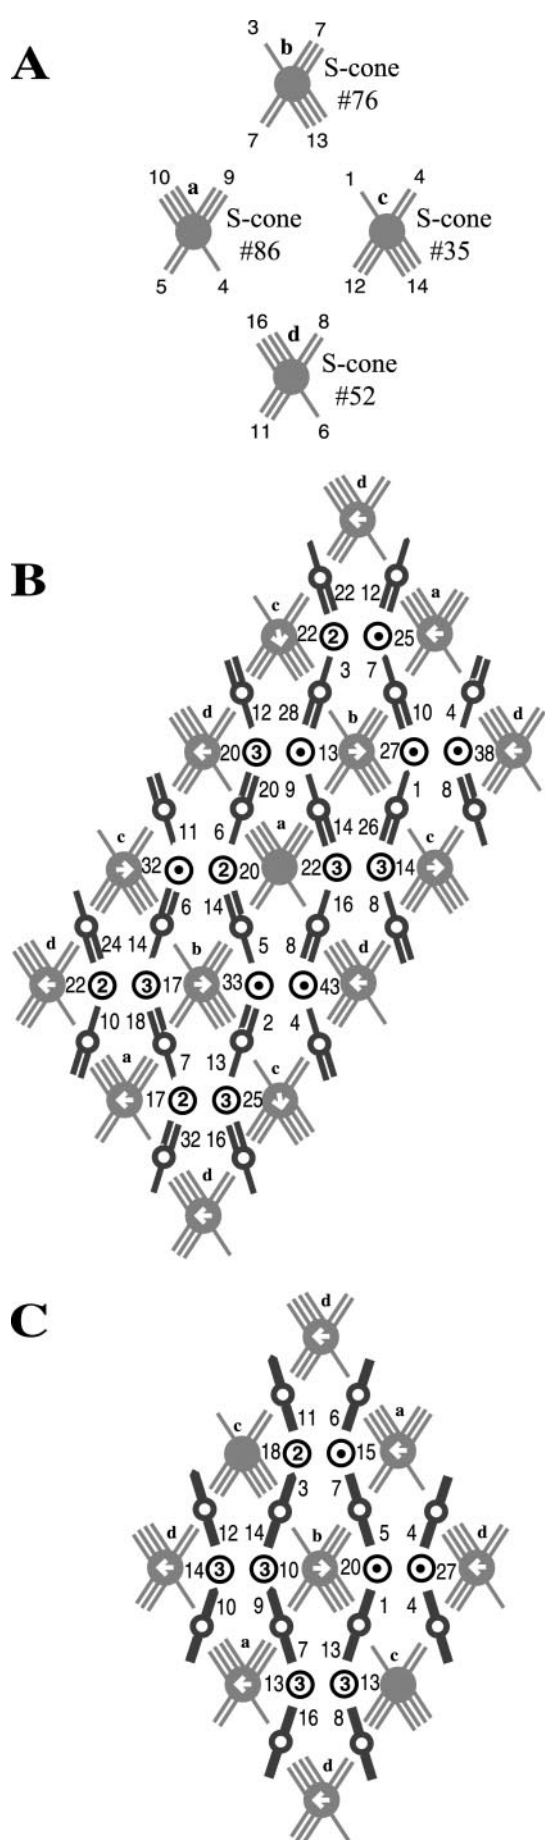 A
3 7
b
S-cone
#76
7 13
10 9
a
S-cone
#86
5 4
1 4
c
S-cone
#35
12 14
16 8
d
S-cone
#52
11 6
B
d
22 12
c a
22 2 25
3 7
12 28 b 10 4
d d
20 3 13 27 38
20 9 1 8
11 6 a 14 26
c c
32 2 20 22 3 3 14
6 14 16 8
24 14 b 5 8
d d
22 2 3 17 33 43
10 18 2 4
a 7 13 c
17 2 3 25
32 16
d
C
d
11 6
c a
18 2 15
3 7
12 14 b 5 4
d d
14 3 3 10 20 27
10 9 1 4
a 7 13 c
13 3 3 13
16 8
d